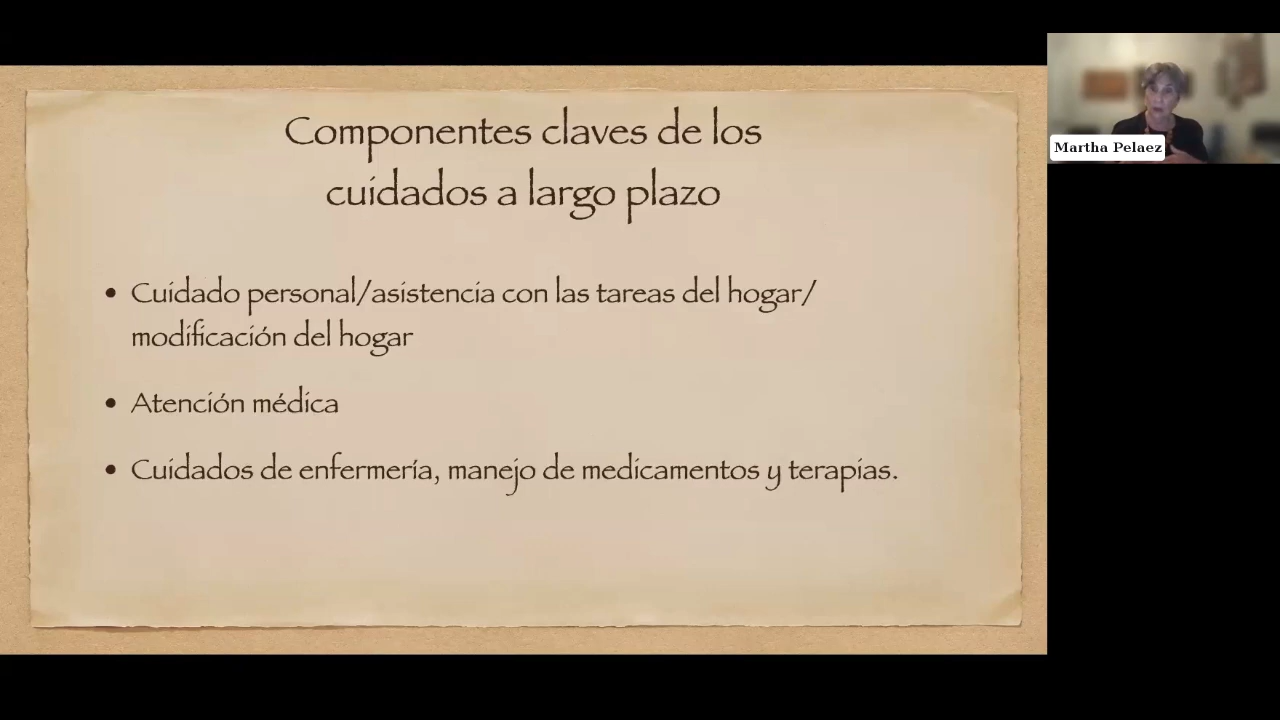 Componentes claves de los
cuidados a largo plazo
• Cuidado personal/asistencia con las tareas del hogar/
modificación del hogar
• Atención médica
• Cuidados de enfermería, manejo de medicamentos y terapias.
Martha Pelaez